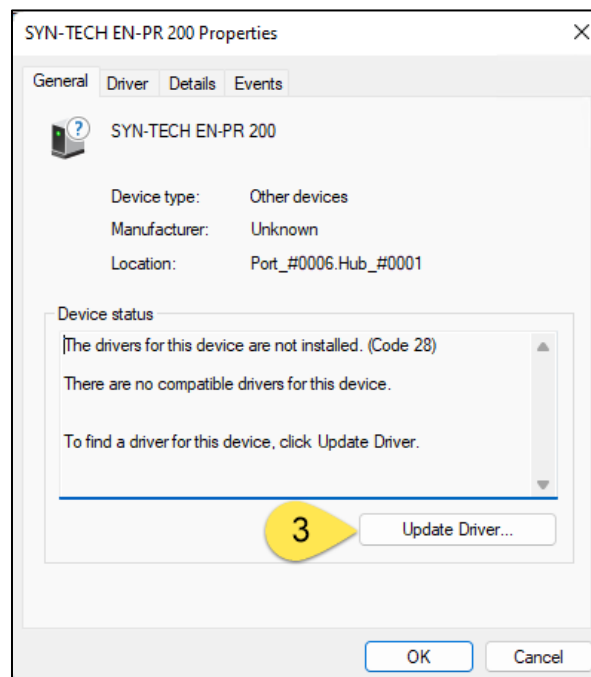 SYN-TECH EN-PR 200 Properties
General Driver Details Events
SYN-TECH EN-PR 200
Device type: Other devices
Manufacturer: Unknown
Location: Port_#0006.Hub_#0001
Device status
The drivers for this device are not installed. (Code 28)
There are no compatible drivers for this device.
To find a driver for this device, click Update Driver.
3 Update Driver...
OK Cancel